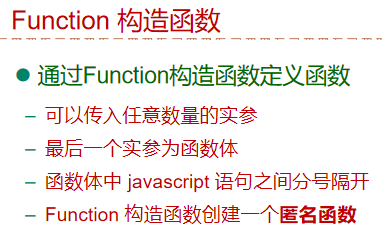 Function 构造函数
通过Function构造函数定义函数
– 可以传入任意数量的实参
– 最后一个实参为函数体
– 函数体中 javascript 语句之间分号隔开
– Function 构造函数创建一个匿名函数